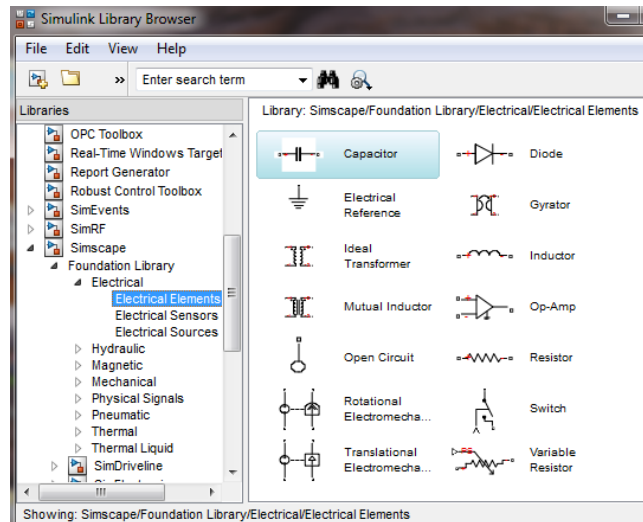 Simulink Library Browser
File Edit View Help
» Enter search term
Libraries
OPC Toolbox
Real-Time Windows Target
Report Generator
Robust Control Toolbox
SimEvents
SimRF
Simscape
Foundation Library
Electrical
Electrical Elements
Electrical Sensors
Electrical Sources
Hydraulic
Magnetic
Mechanical
Physical Signals
Pneumatic
Thermal
Thermal Liquid
SimDriveline
Library: Simscape/Foundation Library/Electrical/Electrical Elements
Capacitor
Diode
Electrical
Reference
Gyrator
Ideal
Transformer
Inductor
Mutual Inductor
Op-Amp
Open Circuit
Resistor
Rotational
Electromecha...
Switch
Translational
Electromecha...
Variable
Resistor
Showing: Simscape/Foundation Library/Electrical/Electrical Elements